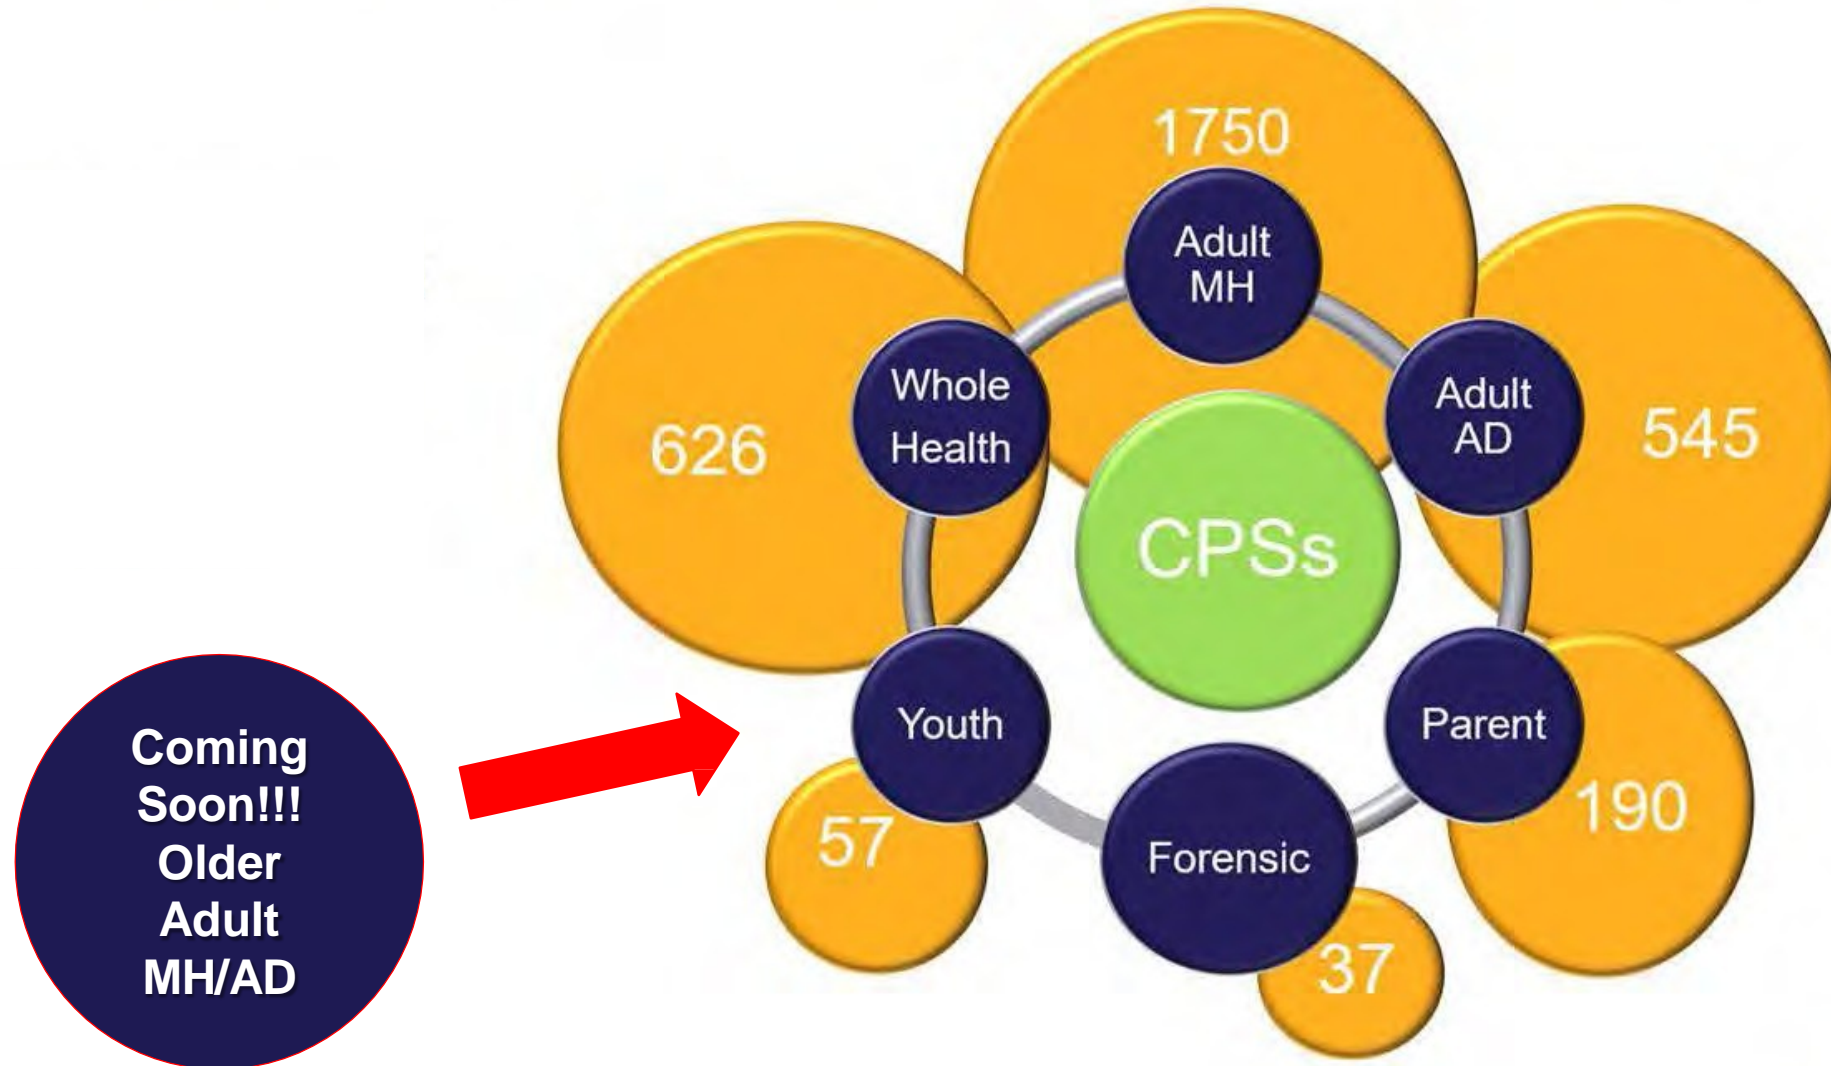 1750
Adult
MH
Adult
AD
545
Whole
Health
626
CPSs
Youth
57
Parent
190
Forensic
37
Coming
Soon!!!
Older
Adult
MH/AD